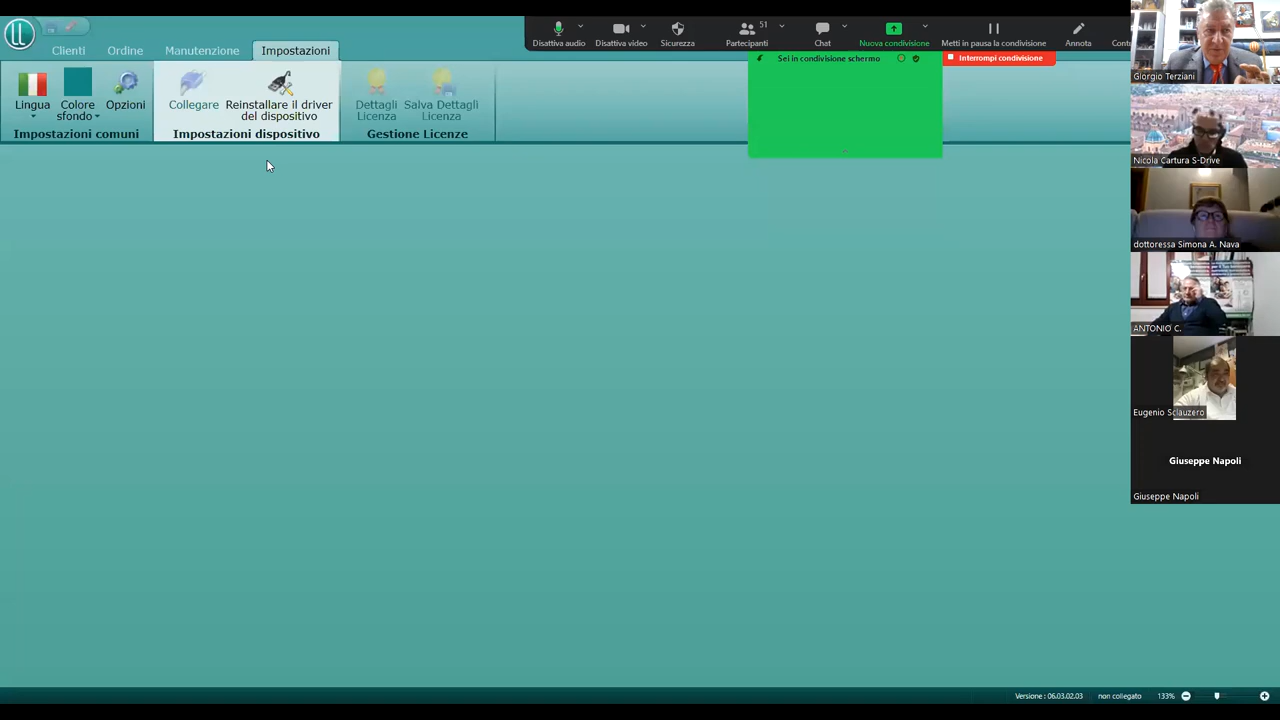 Clienti
Ordine
Manutenzione
Impostazioni
Lingua
Colore
sfondo
Opzioni
Impostazioni comuni
Collegare
Reinstallare il driver
del dispositivo
Impostazioni dispositivo
Dettagli
Licenza
Salva Dettagli
Licenza
Gestione Licenze
Disattiva audio
Disattiva video
Sicurezza
51
Partecipanti
Chat
Nuova condivisione
Metti in pausa la condivisione
Annota
Sei in condivisione schermo
Interrompi condivisione
Giorgio Terziani
Nicola Cartura S-Drive
dottoressa Simona A. Nava
ANTONIO C.
Eugenio Sclauzero
Giuseppe Napoli
Giuseppe Napoli
Versione : 06.03.02.03
non collegato
133%